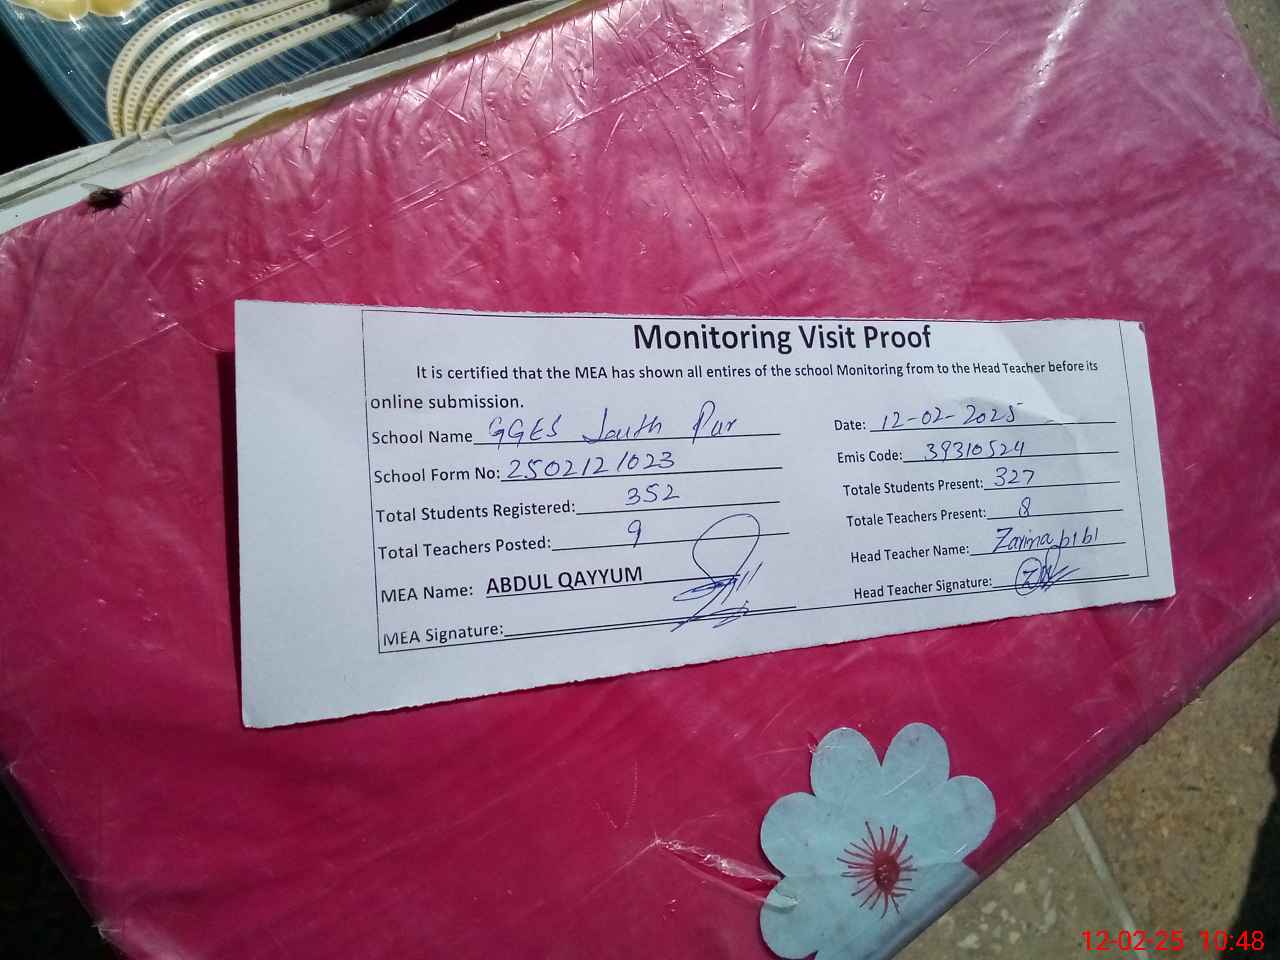 Monitoring Visit Proof
It is certified that the MEA has shown all entires of the school Monitoring from to the Head Teacher before its
online submission.
School Name GGES South Pur
Date: 12-02-2025
School Form No: 2502121023
Emis Code: 39310524
Total Students Registered: 352
Totale Students Present: 327
Total Teachers Posted: 9
Totale Teachers Present: 8
MEA Name: ABDUL QAYYUM
Head Teacher Name: Zarina bibi
MEA Signature:
Head Teacher Signature:
12-02-25 10:48